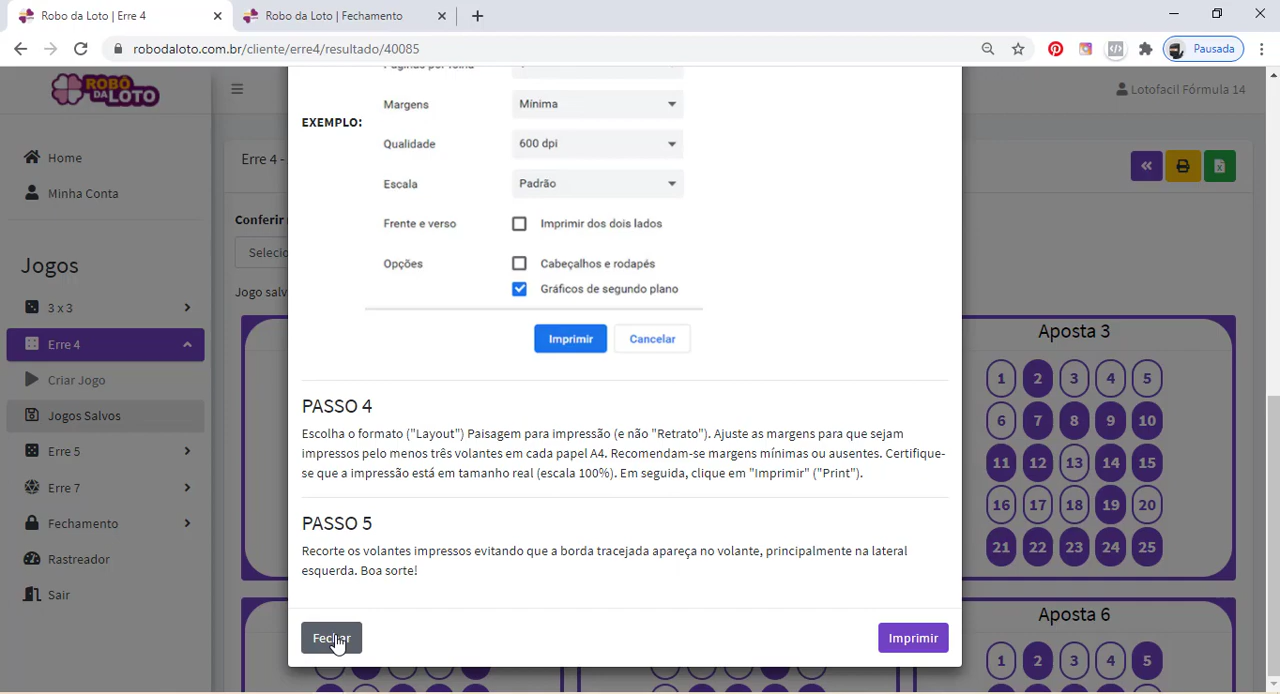 Robo da Loto | Erre 4
Robo da Loto | Fechamento
robodaloto.com.br/cliente/erre4/resultado/40085
Pausada
ROBÔ DA LOTO
Lotofacil Fórmula 14
Home
Minha Conta
Jogos
3 x 3
Erre 4
Criar Jogo
Jogos Salvos
Erre 5
Erre 7
Fechamento
Rastreador
Sair
Erre 4 -
Conferir
Selecio
Jogo salv
EXEMPLO:
Margens
Mínima
Qualidade
600 dpi
Escala
Padrão
Frente e verso
Imprimir dos dois lados
Opções
Cabeçalhos e rodapés
Gráficos de segundo plano
Imprimir
Cancelar
PASSO 4
Escolha o formato ("Layout") Paisagem para impressão (e não "Retrato"). Ajuste as margens para que sejam
impressos pelo menos três volantes em cada papel A4. Recomendam-se margens mínimas ou ausentes. Certifique-
se que a impressão está em tamanho real (escala 100%). Em seguida, clique em "Imprimir" ("Print").
PASSO 5
Recorte os volantes impressos evitando que a borda tracejada apareça no volante, principalmente na lateral
esquerda. Boa sorte!
Fechar
Imprimir
Aposta 3
1 2 3 4 5
6 7 8 9 10
11 12 13 14 15
16 17 18 19 20
21 22 23 24 25
Aposta 6
1 2 3 4 5